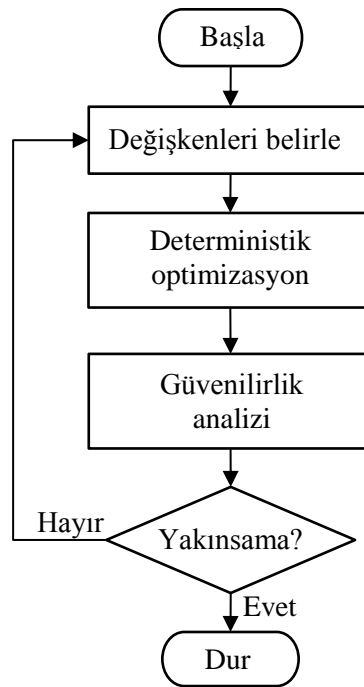 Başla
Değişkenleri belirle
Deterministik
optimizasyon
Güvenilirlik
analizi
Hayır
Yakınsama?
Evet
Dur